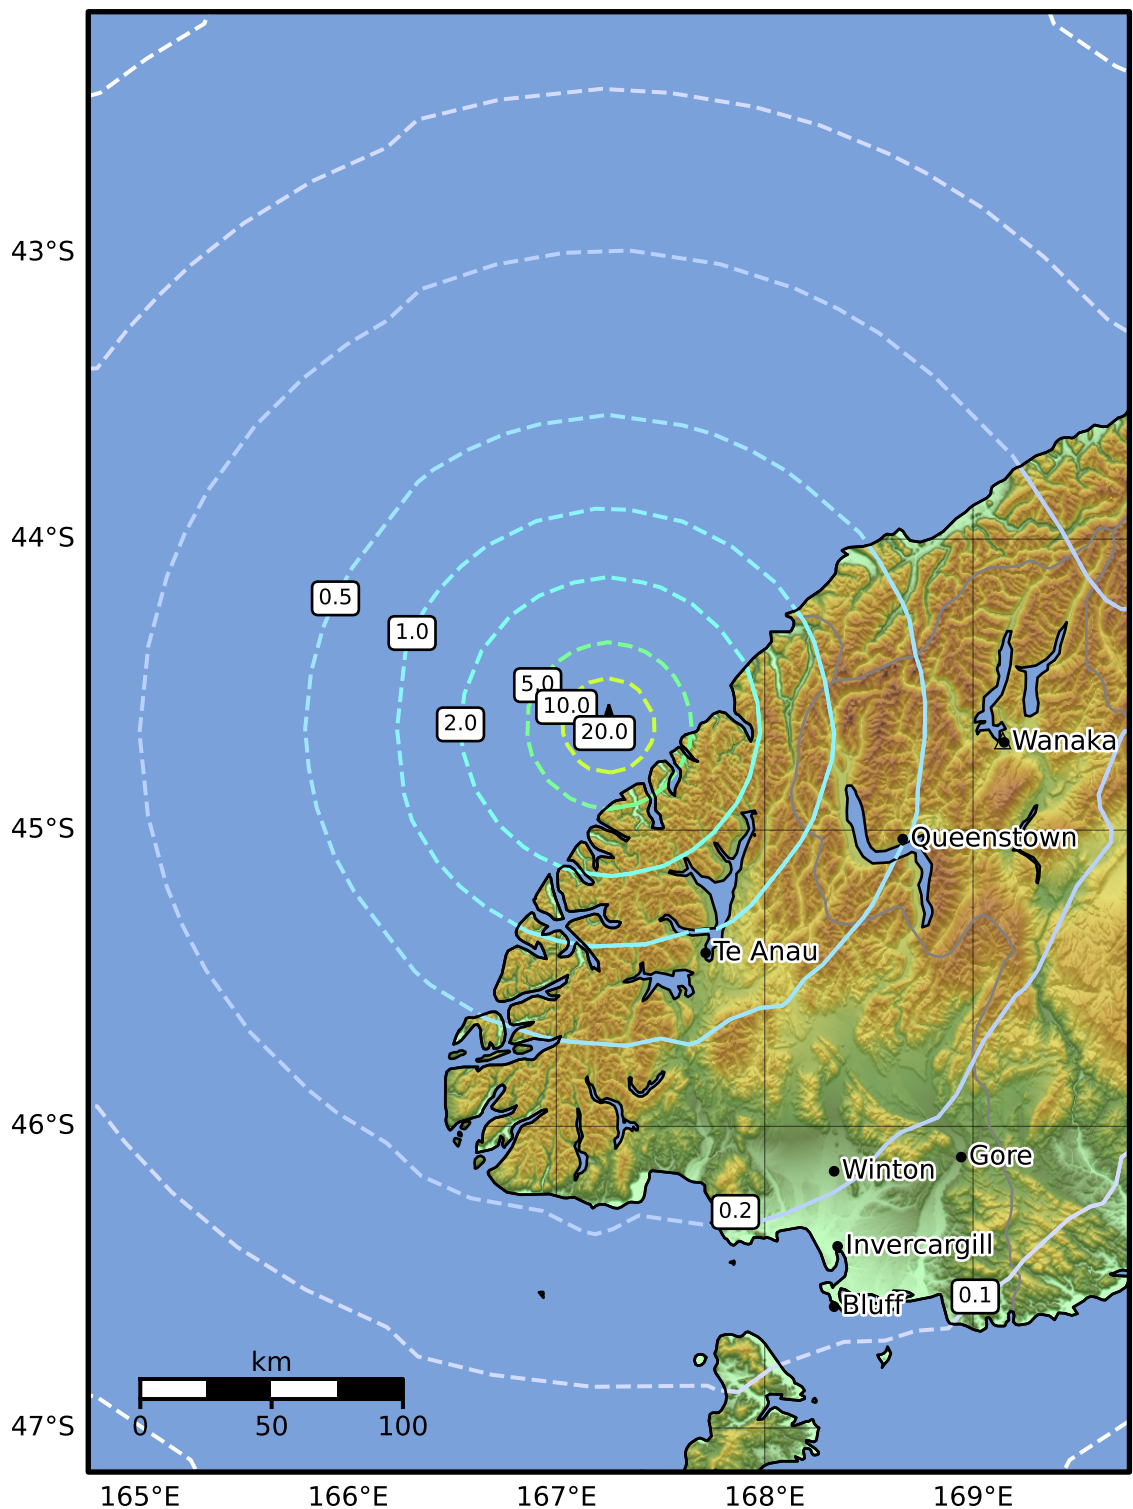 43°S
44°S
0.5
1.0
5.0
10.0
2.0
20.0
Wanaka
45°S
Queenstown
Te Anau
46°S
Winton
Gore
0.2
Invercargill
0.1
Bluff
km
0 50 100
47°S
165°E 166°E 167°E 168°E 169°E